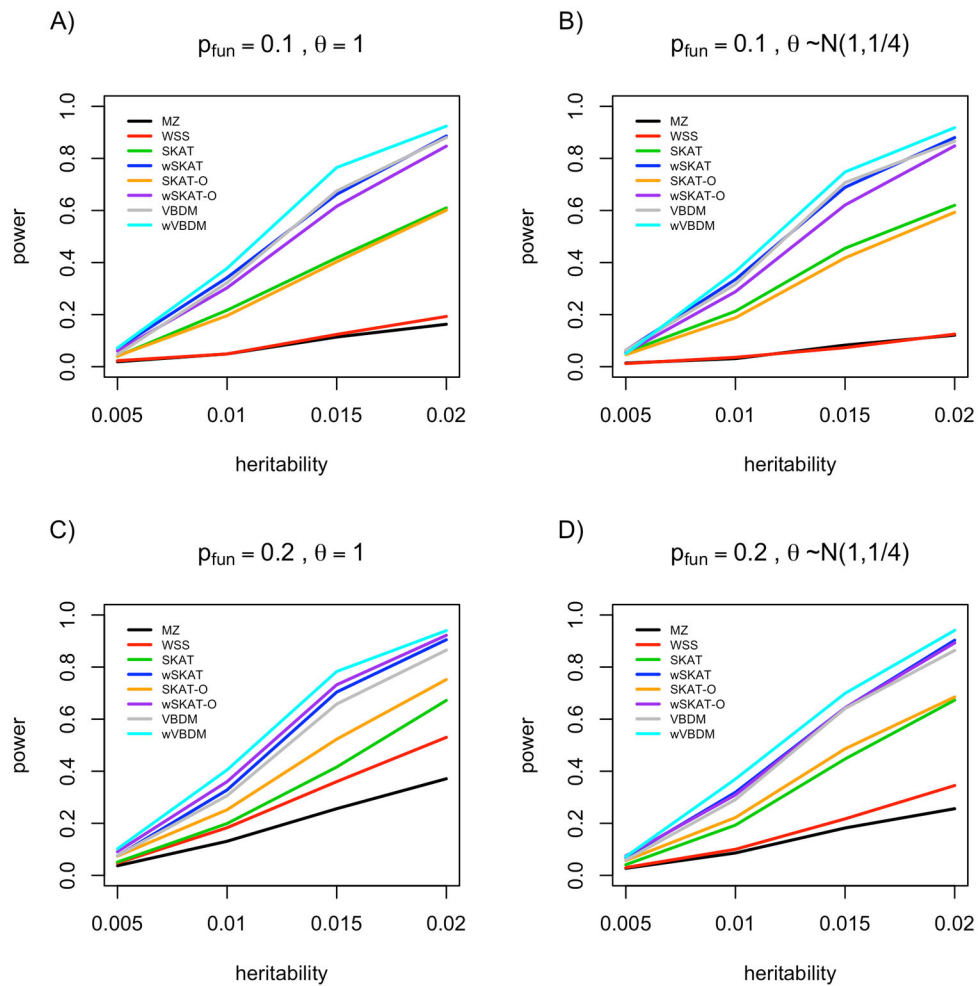 A)
p_fun = 0.1 , θ = 1
power
1.0
0.8
0.6
0.4
0.2
0.0
MZ
WSS
SKAT
wSKAT
SKAT-O
wSKAT-O
VBDM
wVBDM
0.005 0.01 0.015 0.02
heritability
B)
p_fun = 0.1 , θ ~N(1,1/4)
power
1.0
0.8
0.6
0.4
0.2
0.0
MZ
WSS
SKAT
wSKAT
SKAT-O
wSKAT-O
VBDM
wVBDM
0.005 0.01 0.015 0.02
heritability
C)
p_fun = 0.2 , θ = 1
power
1.0
0.8
0.6
0.4
0.2
0.0
MZ
WSS
SKAT
wSKAT
SKAT-O
wSKAT-O
VBDM
wVBDM
0.005 0.01 0.015 0.02
heritability
D)
p_fun = 0.2 , θ ~N(1,1/4)
power
1.0
0.8
0.6
0.4
0.2
0.0
MZ
WSS
SKAT
wSKAT
SKAT-O
wSKAT-O
VBDM
wVBDM
0.005 0.01 0.015 0.02
heritability